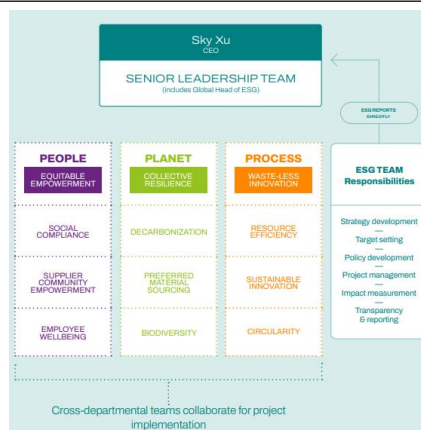 Sky Xu
CEO
SENIOR LEADERSHIP TEAM
(includes Global Head of ESG)
ESG REPORTS
DIRECTLY
PEOPLE
EQUITABLE
EMPOWERMENT
SOCIAL
COMPLIANCE
SUPPLIER
COMMUNITY
EMPOWERMENT
EMPLOYEE
WELLBEING
PLANET
COLLECTIVE
RESILIENCE
DECARBONIZATION
PREFERRED
MATERIAL
SOURCING
BIODIVERSITY
PROCESS
WASTE-LESS
INNOVATION
RESOURCE
EFFICIENCY
SUSTAINABLE
INNOVATION
CIRCULARITY
ESG TEAM
Responsibilities
Strategy development
Target setting
Policy development
Project management
Impact measurement
Transparency
& reporting
Cross-departmental teams collaborate for project
implementation